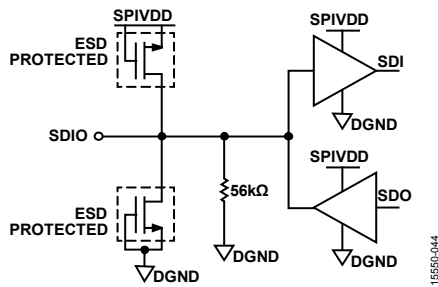 SPIVDD
ESD
PROTECTED
SPIVDD
SDI
DGND
SDIO
56kΩ
SPIVDD
SDO
ESD
PROTECTED
DGND
DGND
DGND
15550-044